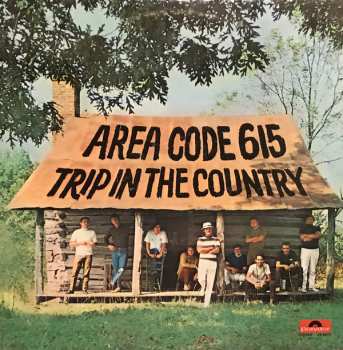 AREA CODE 615
TRIP IN THE COUNTRY
Polydor